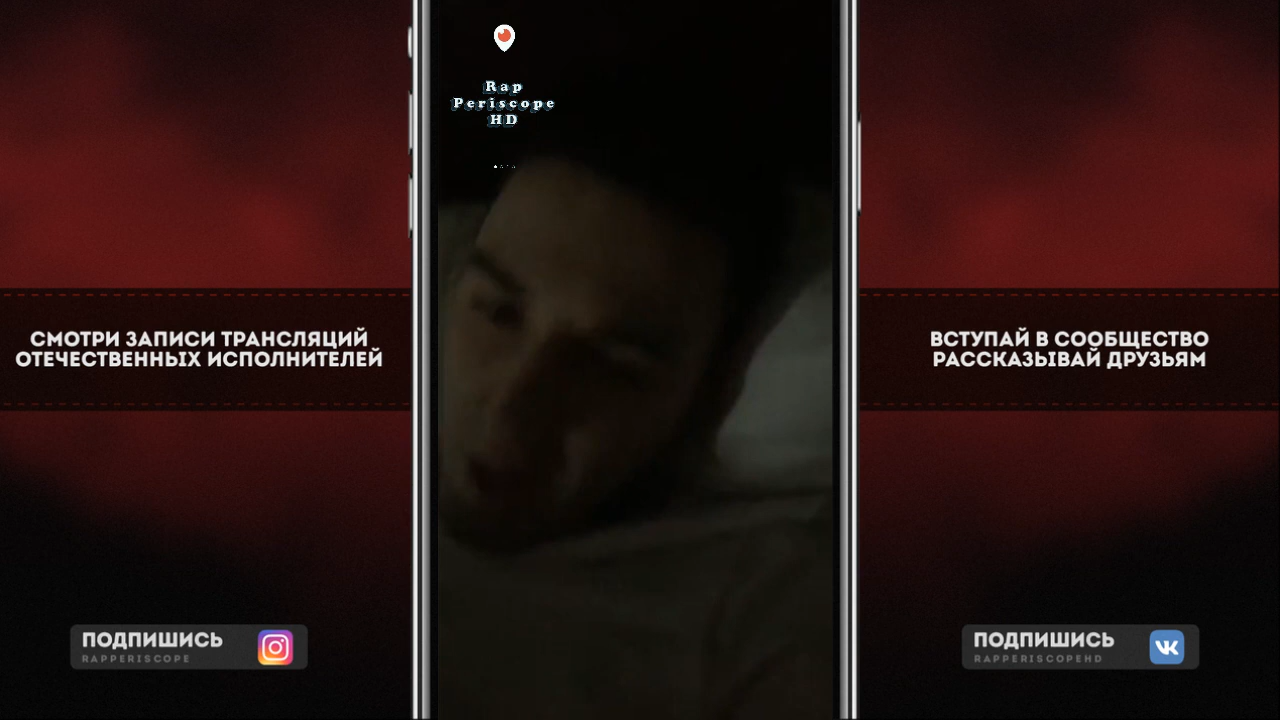 Rap
Periscope
HD
СМОТРИ ЗАПИСИ ТРАНСЛЯЦИЙ
ОТЕЧЕСТВЕННЫХ ИСПОЛНИТЕЛЕЙ
ВСТУПАЙ В СООБЩЕСТВО
РАССКАЗЫВАЙ ДРУЗЬЯМ
ПОДПИШИСЬ
RAPPERISCOPE
ПОДПИШИСЬ
RAPPERISCOPEHD